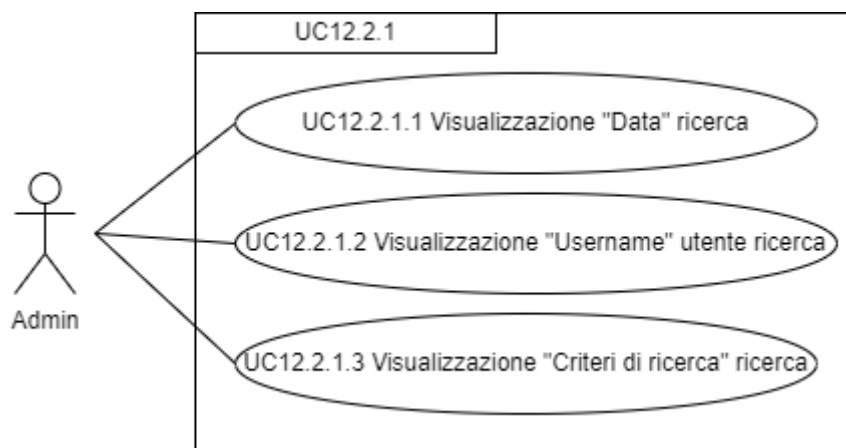 UC12.2.1
UC12.2.1.1 Visualizzazione "Data" ricerca
UC12.2.1.2 Visualizzazione "Username" utente ricerca
Admin
UC12.2.1.3 Visualizzazione "Criteri di ricerca" ricerca